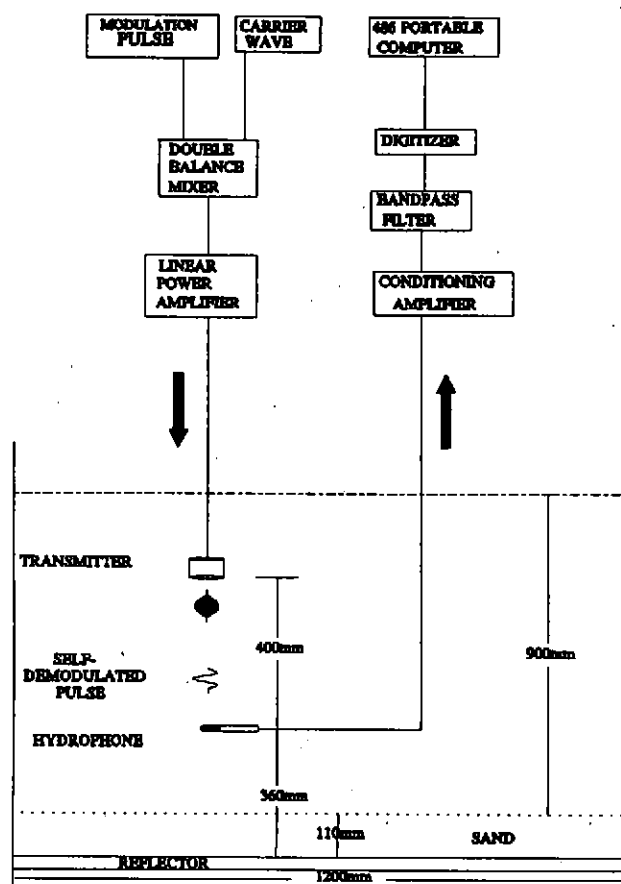 MODULATION
PULSE
CARRIER
WAVE
486 PORTABLE
COMPUTER
DOUBLE
BALANCE
MIXER
DIGITIZER
BANDPASS
FILTER
LINEAR
POWER
AMPLIFIER
CONDITIONING
AMPLIFIER
TRANSMITTER
400mm
900mm
SELF-
DEMODULATED
PULSE
HYDROPHONE
360mm
110mm
SAND
REFLECTOR
1200mm